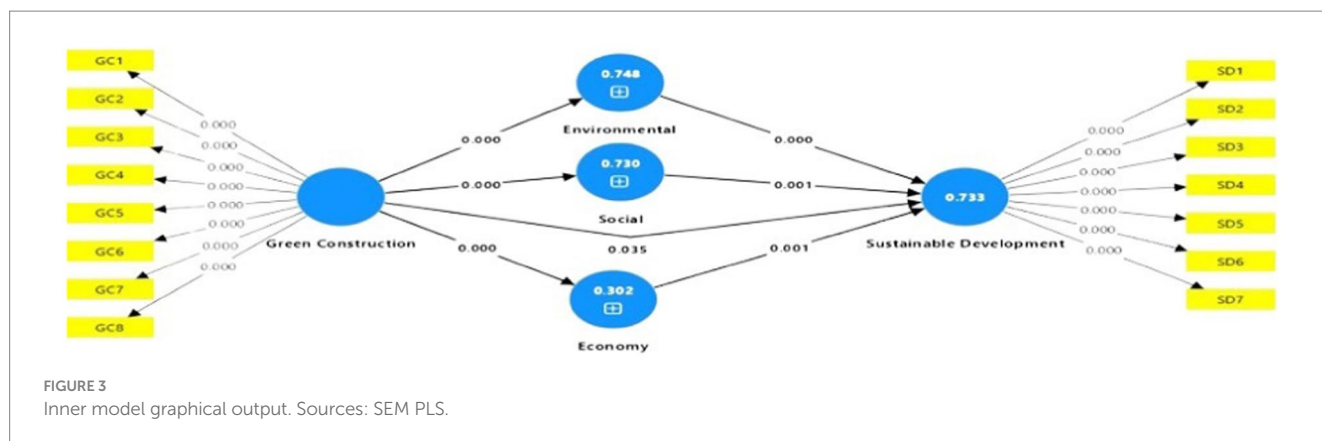 GC1
GC2
GC3
GC4
GC5
GC6
GC7
GC8
0.000
0.000
0.000
0.000
0.000
0.000
0.000
0.000
Green Construction
0.000
0.000
0.000
0.748
Environmental
0.730
Social
0.035
0.302
Economy
0.000
0.001
0.001
0.733
Sustainable Development
0.000
0.000
0.000
0.000
0.000
0.000
0.000
SD1
SD2
SD3
SD4
SD5
SD6
SD7
FIGURE 3
Inner model graphical output. Sources: SEM PLS.